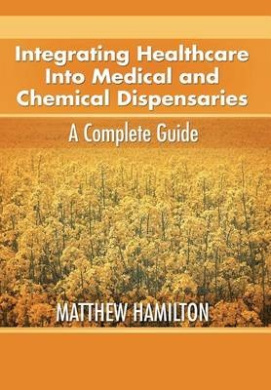 Integrating Healthcare
Into Medical and
Chemical Dispensaries
A Complete Guide
MATTHEW HAMILTON